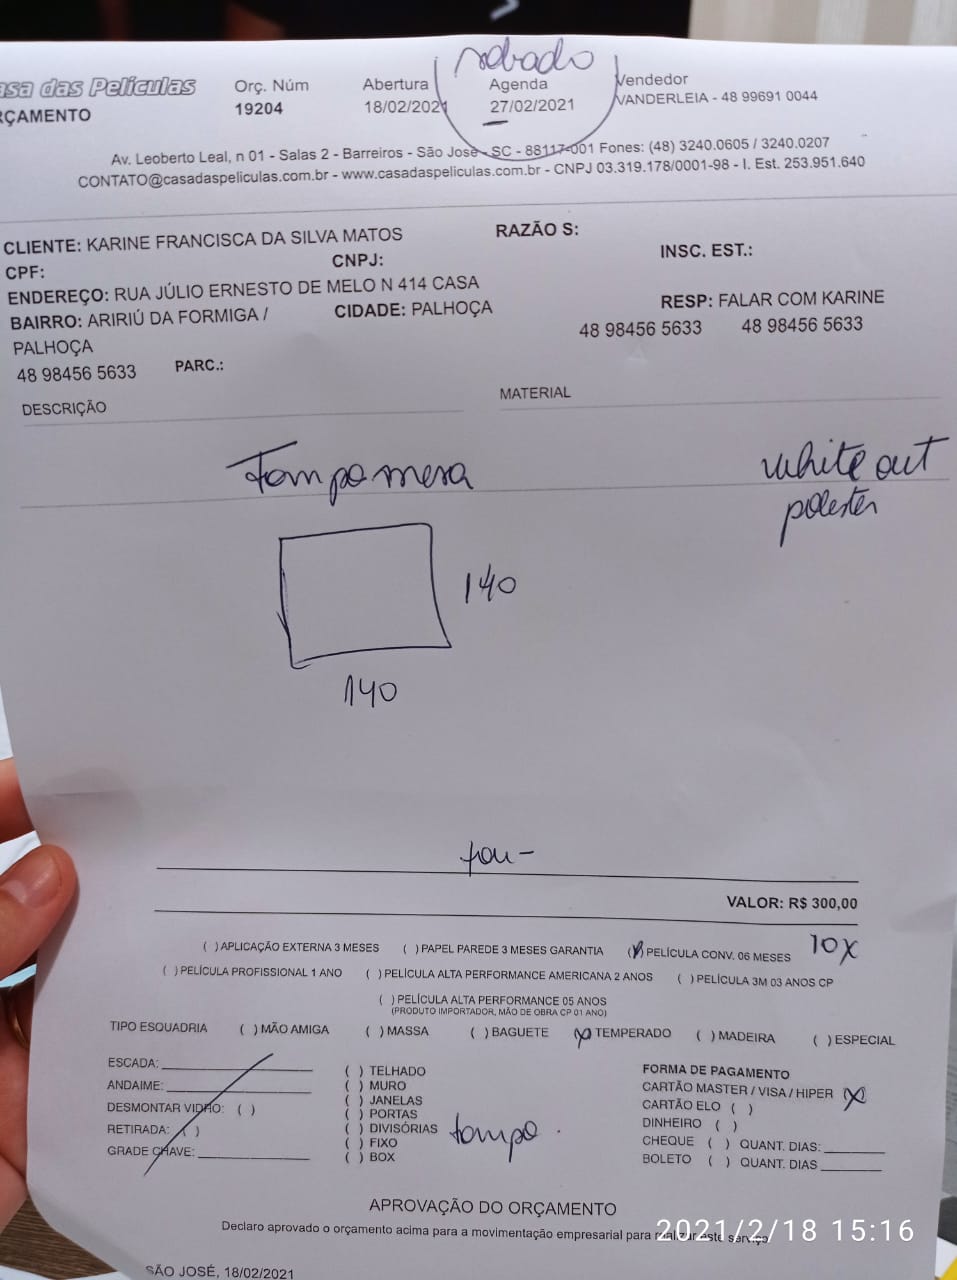 sabado
asa das Películas
RÇAMENTO
Orç. Núm
19204
Abertura
18/02/2021
Agenda
27/02/2021
Vendedor
VANDERLEIA - 48 99691 0044
Av. Leoberto Leal, n 01 - Salas 2 - Barreiros - São José - SC - 88117-001 Fones: (48) 3240.0605 / 3240.0207
CONTATO@casadaspeliculas.com.br - www.casadaspeliculas.com.br - CNPJ 03.319.178/0001-98 - I. Est. 253.951.640
CLIENTE: KARINE FRANCISCA DA SILVA MATOS
RAZÃO S:
CPF:
CNPJ:
INSC. EST.:
ENDEREÇO: RUA JÚLIO ERNESTO DE MELO N 414 CASA
BAIRRO: ARIRIÚ DA FORMIGA /
PALHOÇA
CIDADE: PALHOÇA
RESP: FALAR COM KARINE
48 98456 5633 48 98456 5633
48 98456 5633
PARC.:
DESCRIÇÃO
MATERIAL
Tampo mesa
white out
140
140
VALOR: R$ 300,00
10x
( ) APLICAÇÃO EXTERNA 3 MESES ( ) PAPEL PAREDE 3 MESES GARANTIA (X) PELÍCULA CONV. 06 MESES
( ) PELÍCULA PROFISSIONAL 1 ANO ( ) PELÍCULA ALTA PERFORMANCE AMERICANA 2 ANOS ( ) PELÍCULA 3M 03 ANOS CP
( ) PELÍCULA ALTA PERFORMANCE 05 ANOS
(PRODUTO IMPORTADOR, MÃO DE OBRA CP 01 ANO)
TIPO ESQUADRIA ( ) MÃO AMIGA ( ) MASSA ( ) BAGUETE (X) TEMPERADO ( ) MADEIRA ( ) ESPECIAL
ESCADA:
ANDAIME:
DESMONTAR VIDRO: ( )
RETIRADA: ( )
GRADE CHAVE:
( ) TELHADO
( ) MURO
( ) JANELAS
( ) PORTAS
( ) DIVISÓRIAS
( ) FIXO
( ) BOX
tampo
FORMA DE PAGAMENTO
CARTÃO MASTER / VISA / HIPER (X)
CARTÃO ELO ( )
DINHEIRO ( )
CHEQUE ( ) QUANT. DIAS:
BOLETO ( ) QUANT. DIAS
APROVAÇÃO DO ORÇAMENTO
Declaro aprovado o orçamento acima para a movimentação empresarial para realizar este serviço
2021/2/18 15:16
SÃO JOSÉ, 18/02/2021